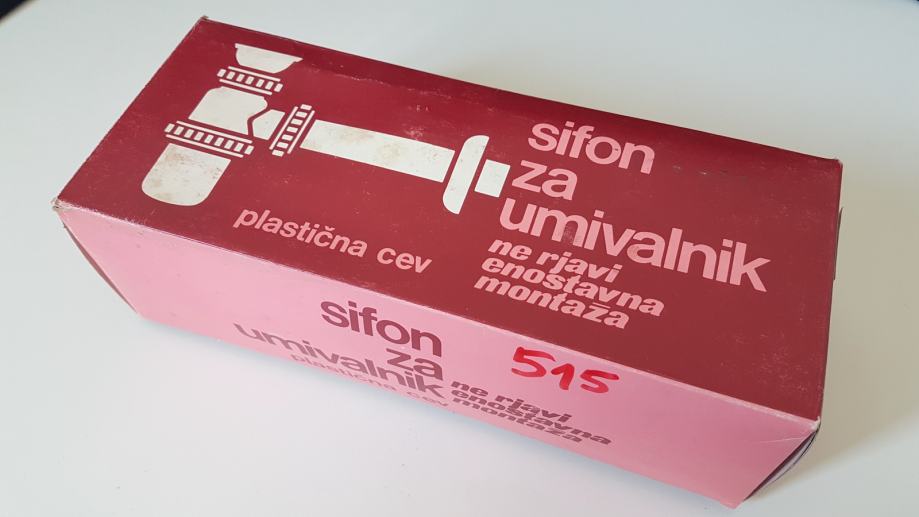 sifon
za
umivalnik
ne rjavi
enostavna
montaža
plastična cev
sifon
za
umivalnik
plastična cev
ne rjavi
enostavna
montaža
515